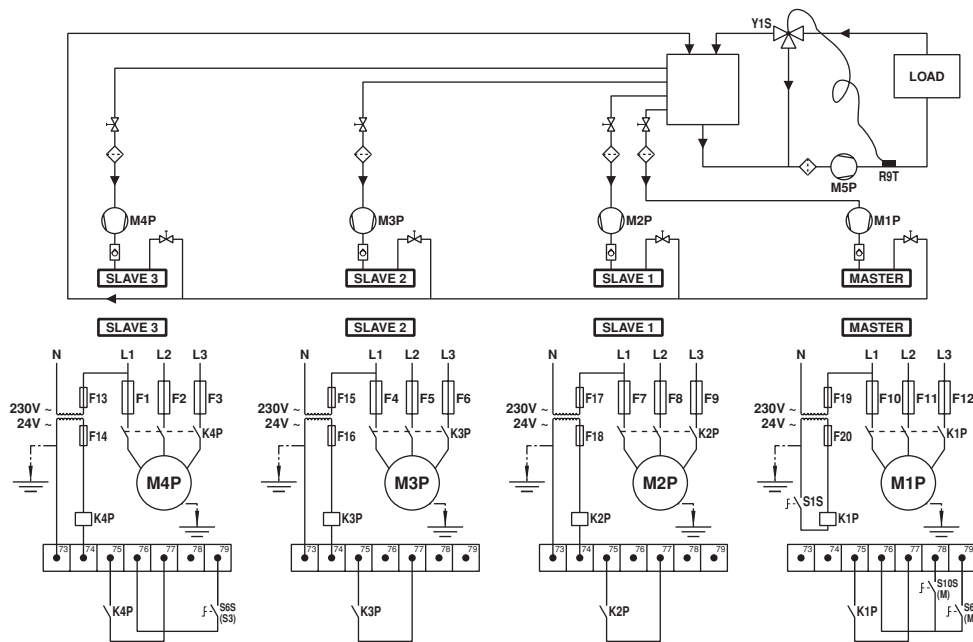 Y1S
LOAD
R9T
M5P
M4P
M3P
M2P
M1P
SLAVE 3
SLAVE 2
SLAVE 1
MASTER
SLAVE 3
SLAVE 2
SLAVE 1
MASTER
N L1 L2 L3
F13 F1 F2 F3
230V ~
24V ~
F14 K4P
M4P
K4P
73 74 75 76 77 78 79
K4P
S6S
(S3)
N L1 L2 L3
F15 F4 F5 F6
230V ~
24V ~
F16 K3P
M3P
K3P
73 74 75 76 77 78 79
K3P
N L1 L2 L3
F17 F7 F8 F9
230V ~
24V ~
F18 K2P
M2P
K2P
73 74 75 76 77 78 79
K2P
N L1 L2 L3
F19 F10 F11 F12
230V ~
24V ~
F20 K1P
M1P
S1S
K1P
73 74 75 76 77 78 79
S10S
(M)
K1P